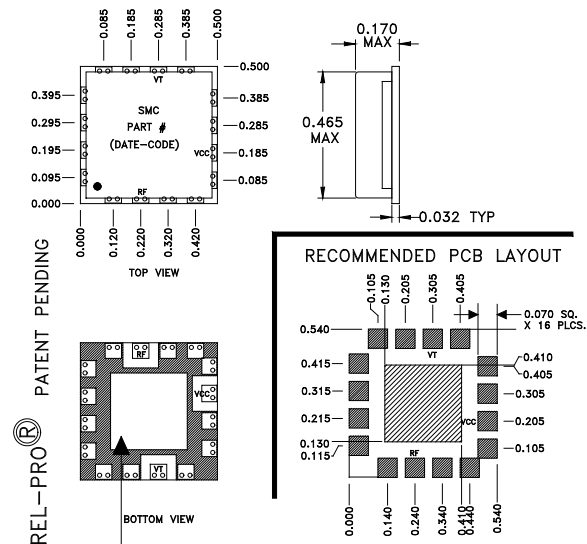 0.085 0.185 0.285 0.385 0.500
0.170
MAX
0.500
VT
0.395
0.385
SMC
0.295
0.285
PART #
0.465
MAX
(DATE-CODE)
0.195
VCC
0.185
0.095
0.085
RF
0.000
0.032 TYP
0.000 0.120 0.220 0.320 0.420
TOP VIEW
RECOMMENDED PCB LAYOUT
0.105 0.130 0.205 0.305 0.405
0.070 SQ.
X 16 PLCS.
0.540
VT
0.415
0.410
0.405
0.315
0.305
0.215
VCC
0.205
0.130
0.115
0.105
RF
0.000 0.140 0.240 0.340 0.410 0.440 0.540
RF
VCC
VT
BOTTOM VIEW
REL-PRO® PATENT PENDING